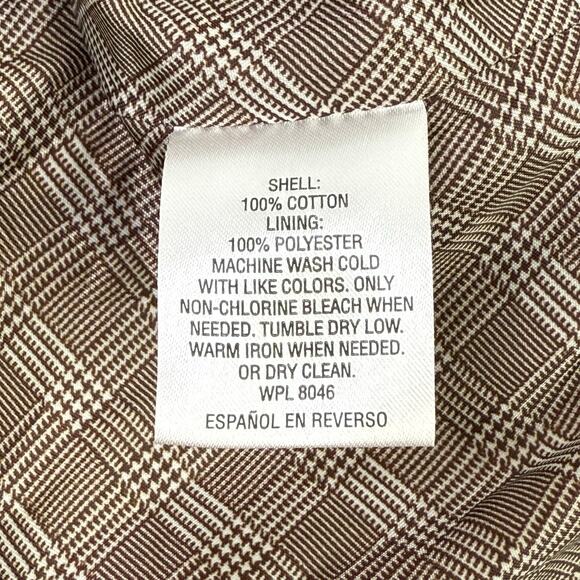 SHELL:
100% COTTON
LINING:
100% POLYESTER
MACHINE WASH COLD
WITH LIKE COLORS. ONLY
NON-CHLORINE BLEACH WHEN
NEEDED. TUMBLE DRY LOW.
WARM IRON WHEN NEEDED.
OR DRY CLEAN.
WPL 8046
ESPAÑOL EN REVERSO